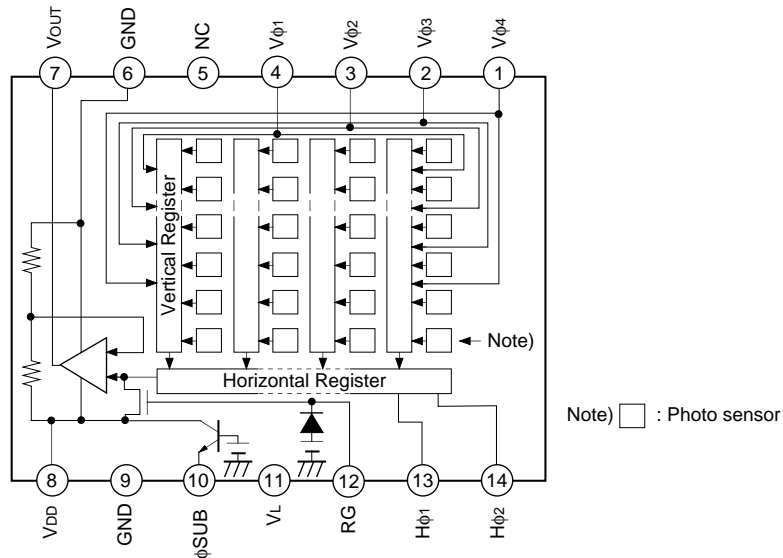 VOUT
GND
NC
Vϕ1
Vϕ2
Vϕ3
Vϕ4
7
6
5
4
3
2
1
Vertical Register
Note)
Horizontal Register
Note) : Photo sensor
8
9
10
11
12
13
14
VDD
GND
ϕSUB
VL
RG
Hϕ1
Hϕ2